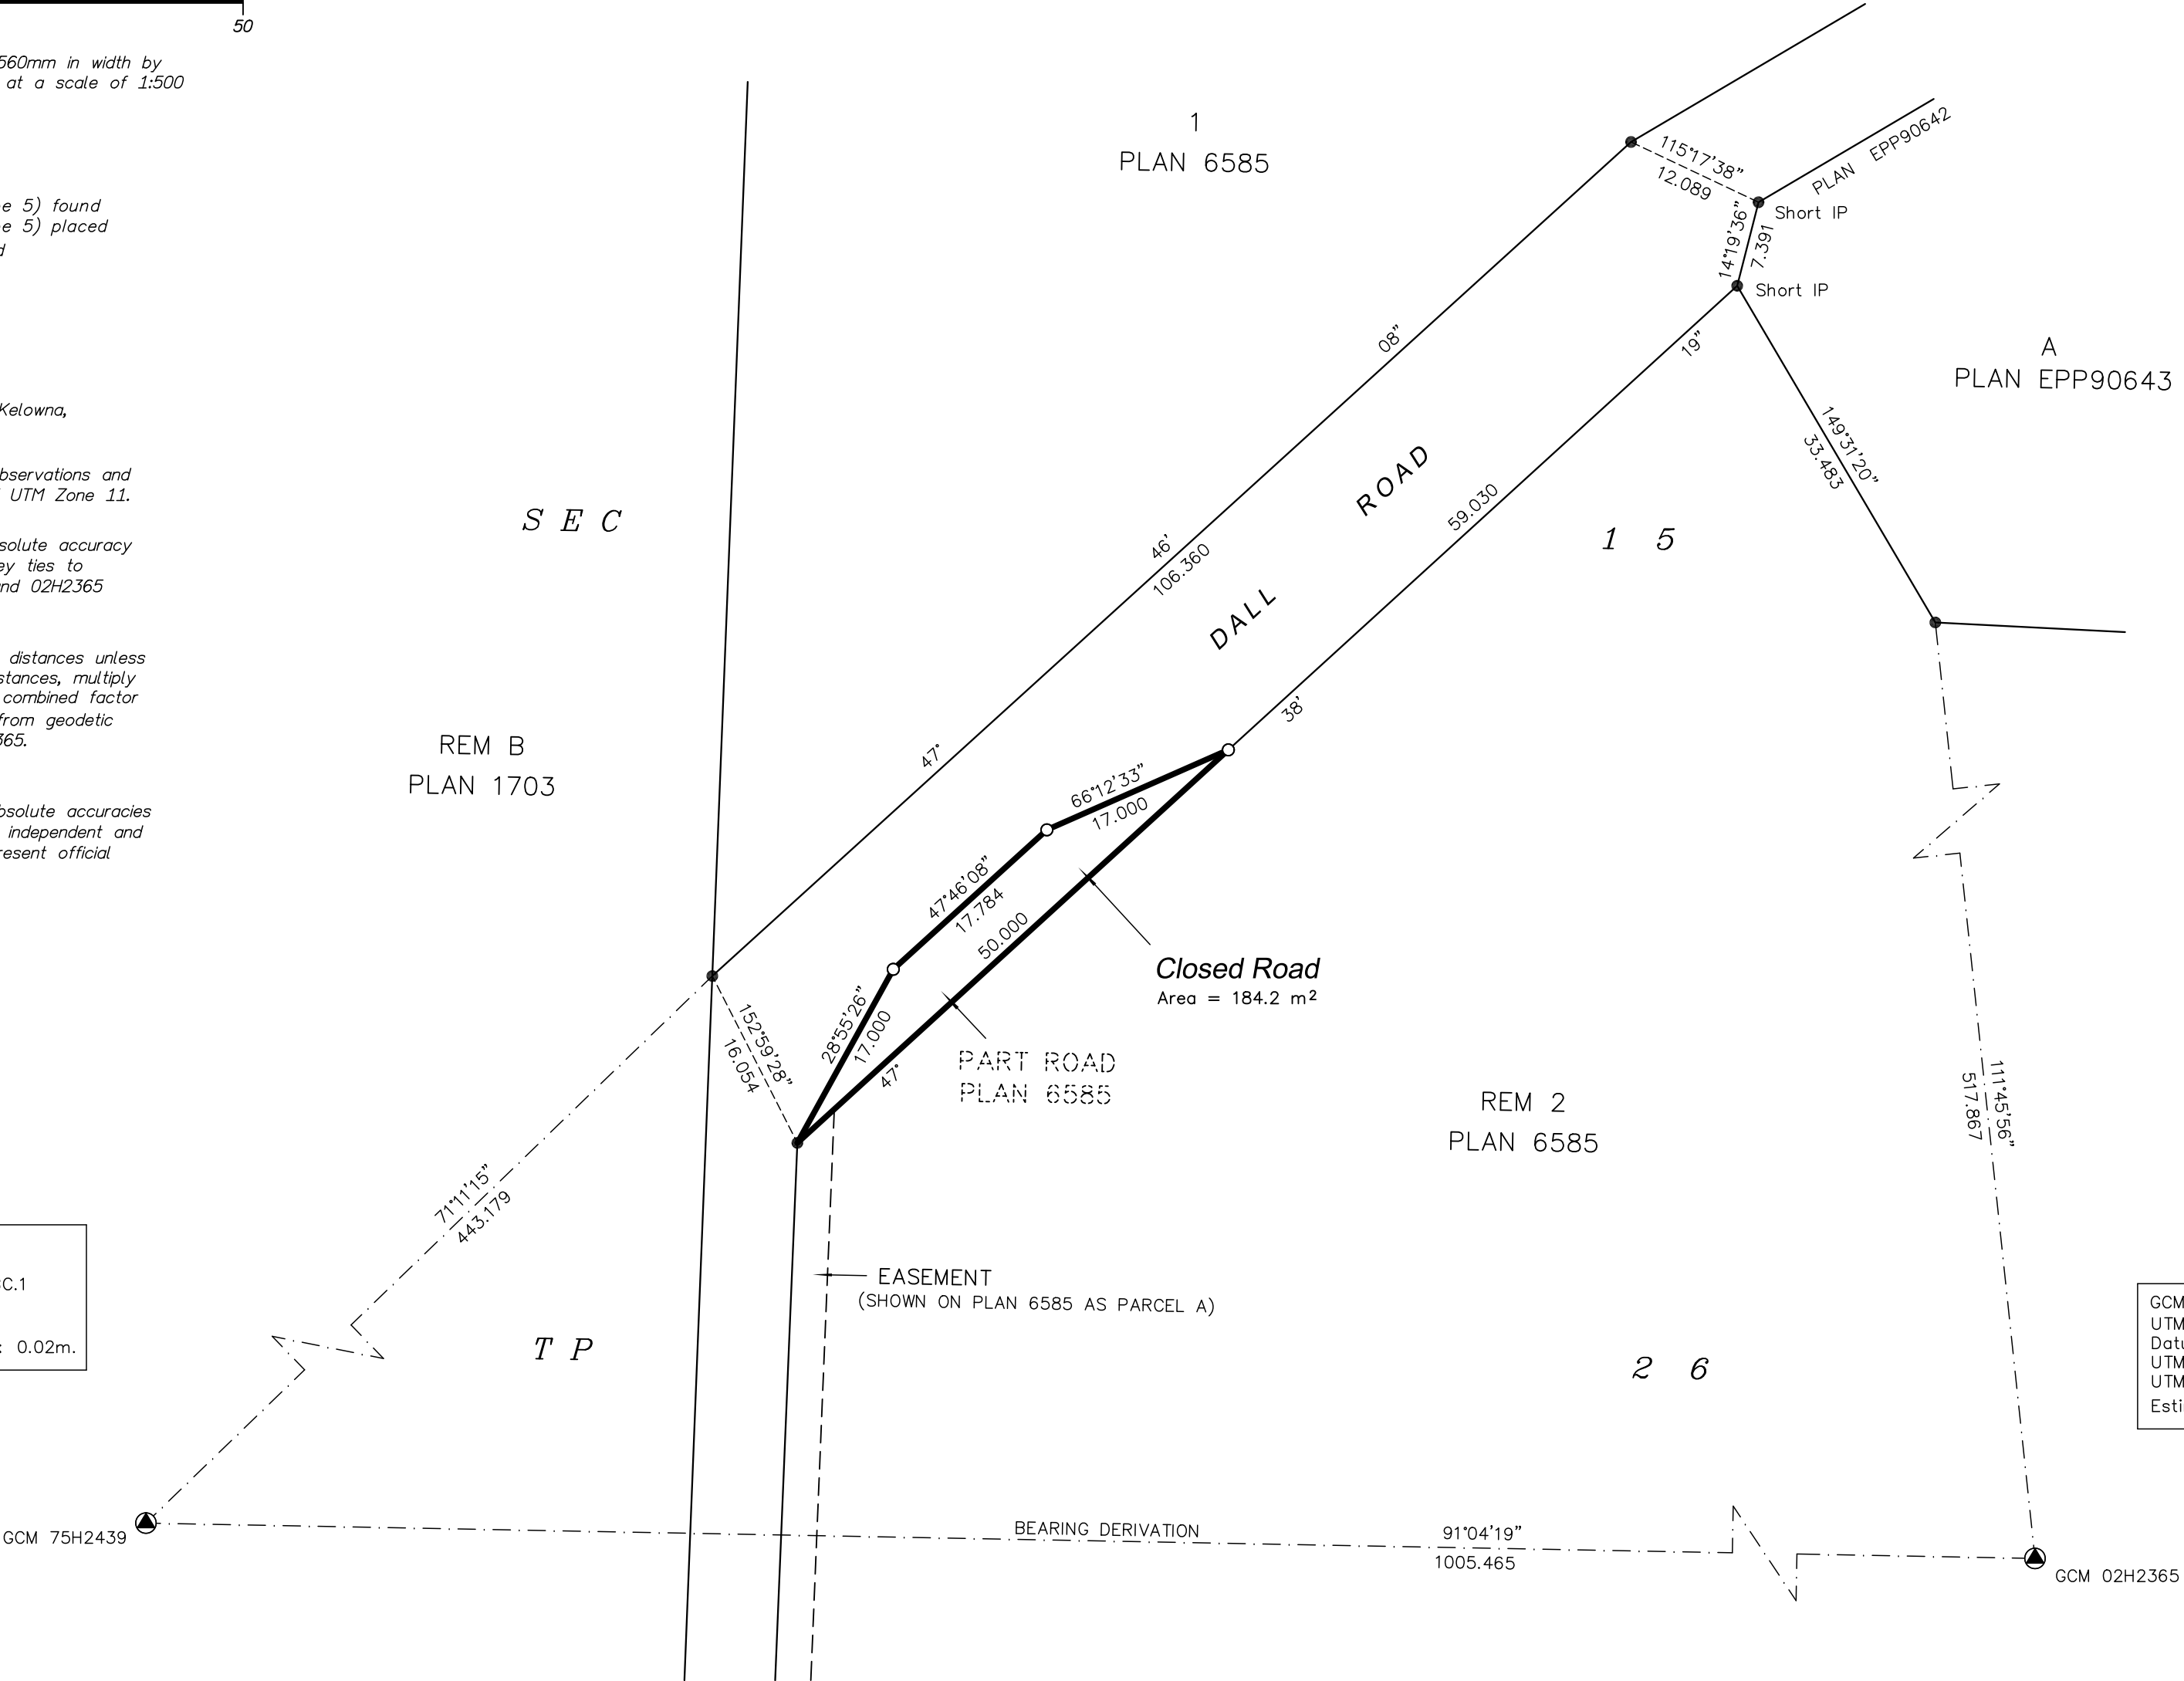 50
560mm in width by
at a scale of 1:500
e 5) found
e 5) placed
d
Kelowna,
bservations and
UTM Zone 11.
solute accuracy
ey ties to
nd 02H2365
distances unless
stances, multiply
combined factor
from geodetic
365.
bsolute accuracies
independent and
resent official
C.1
: 0.02m.
1
PLAN 6585
115°17'38"
12.089
PLAN EPP90642
Short IP
14°19'36"
7.391
Short IP
A
PLAN EPP90643
149°31'20"
33.483
08"
19"
46'
106.360
ROAD
59.030
DALL
SEC
15
38'
47°
REM B
PLAN 1703
66°12'33"
17.000
47°46'08"
17.784
50.000
Closed Road
Area = 184.2 m²
28°55'26"
17.000
47°
152°59'28"
16.054
PART ROAD
PLAN 6585
REM 2
PLAN 6585
111°45'56"
517.867
71°11'15"
443.179
EASEMENT
(SHOWN ON PLAN 6585 AS PARCEL A)
TP
26
GCM
UTM
Datu
UTM
UTM
Esti
GCM 75H2439
BEARING DERIVATION
91°04'19"
1005.465
GCM 02H2365